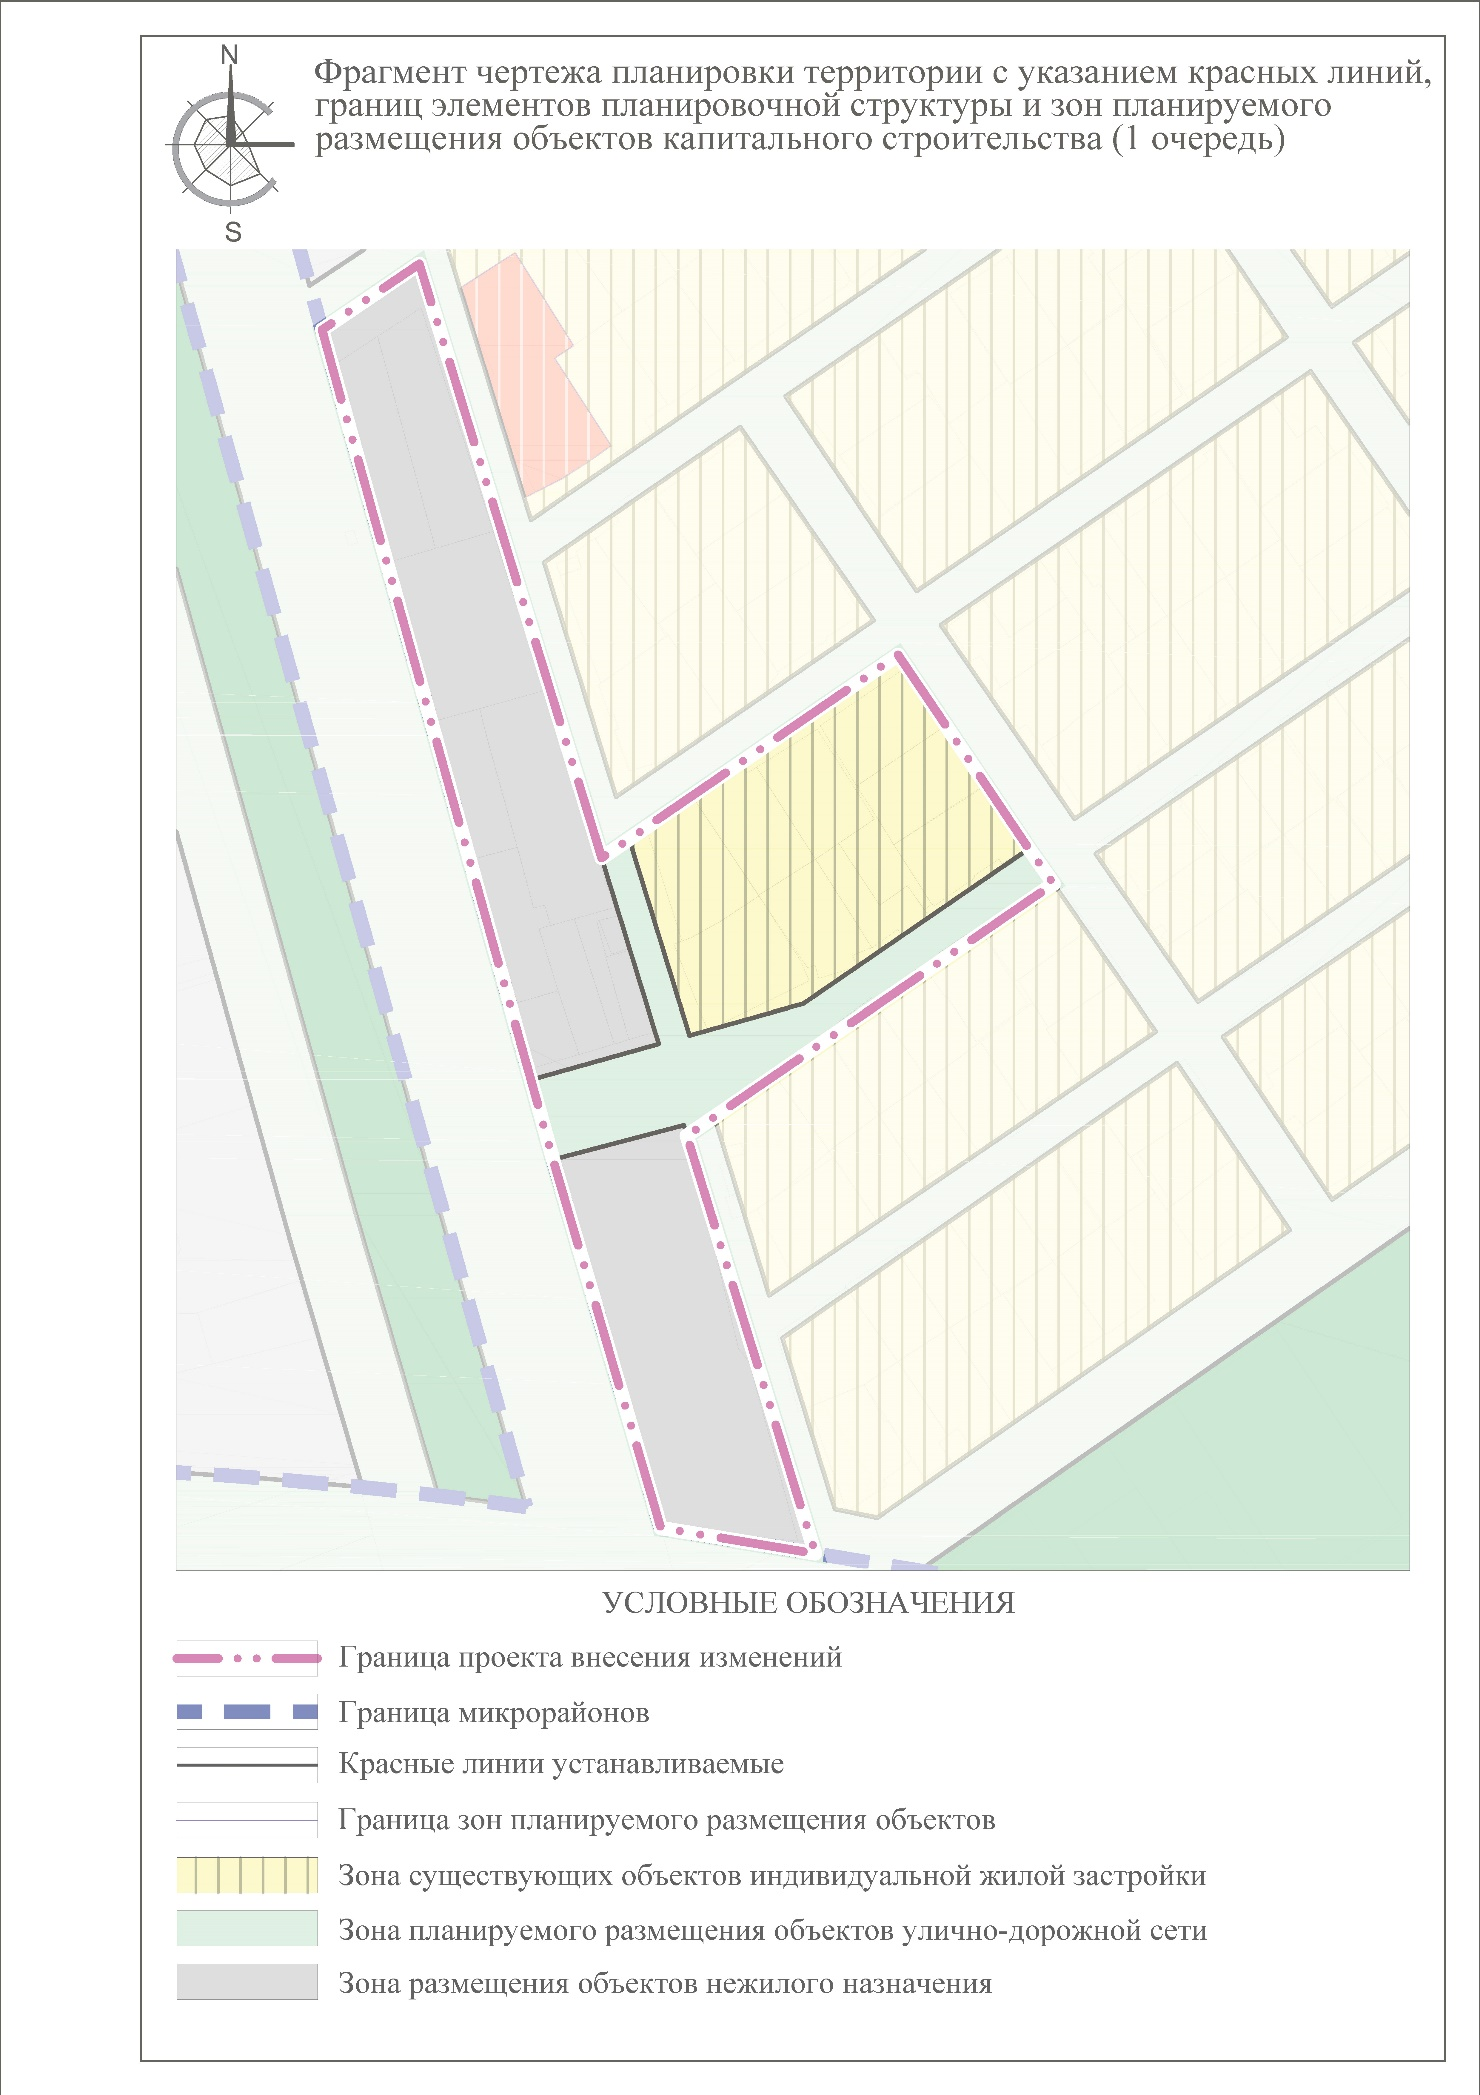 N
Фрагмент чертежа планировки территории с указанием красных линий,
границ элементов планировочной структуры и зон планируемого
размещения объектов капитального строительства (1 очередь)
S
УСЛОВНЫЕ ОБОЗНАЧЕНИЯ
Граница проекта внесения изменений
Граница микрорайонов
Красные линии устанавливаемые
Граница зон планируемого размещения объектов
Зона существующих объектов индивидуальной жилой застройки
Зона планируемого размещения объектов улично-дорожной сети
Зона размещения объектов нежилого назначения